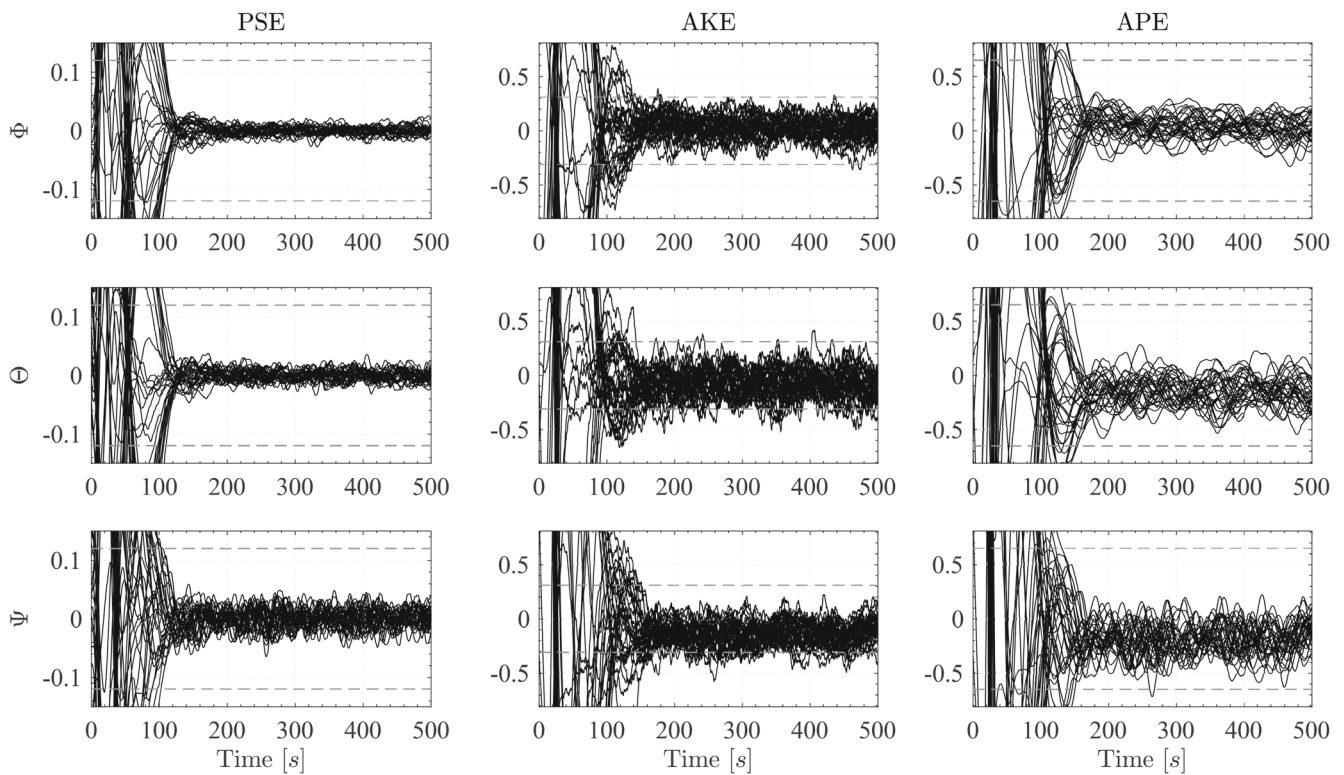 PSE AKE APE
Φ 0.1 0 -0.1 0.5 0 -0.5 0.5 0 -0.5
0 100 200 300 400 500 0 100 200 300 400 500 0 100 200 300 400 500
Θ 0.1 0 -0.1 0.5 0 -0.5 0.5 0 -0.5
0 100 200 300 400 500 0 100 200 300 400 500 0 100 200 300 400 500
Ψ 0.1 0 -0.1 0.5 0 -0.5 0.5 0 -0.5
0 100 200 300 400 500 0 100 200 300 400 500 0 100 200 300 400 500
Time [s] Time [s] Time [s]